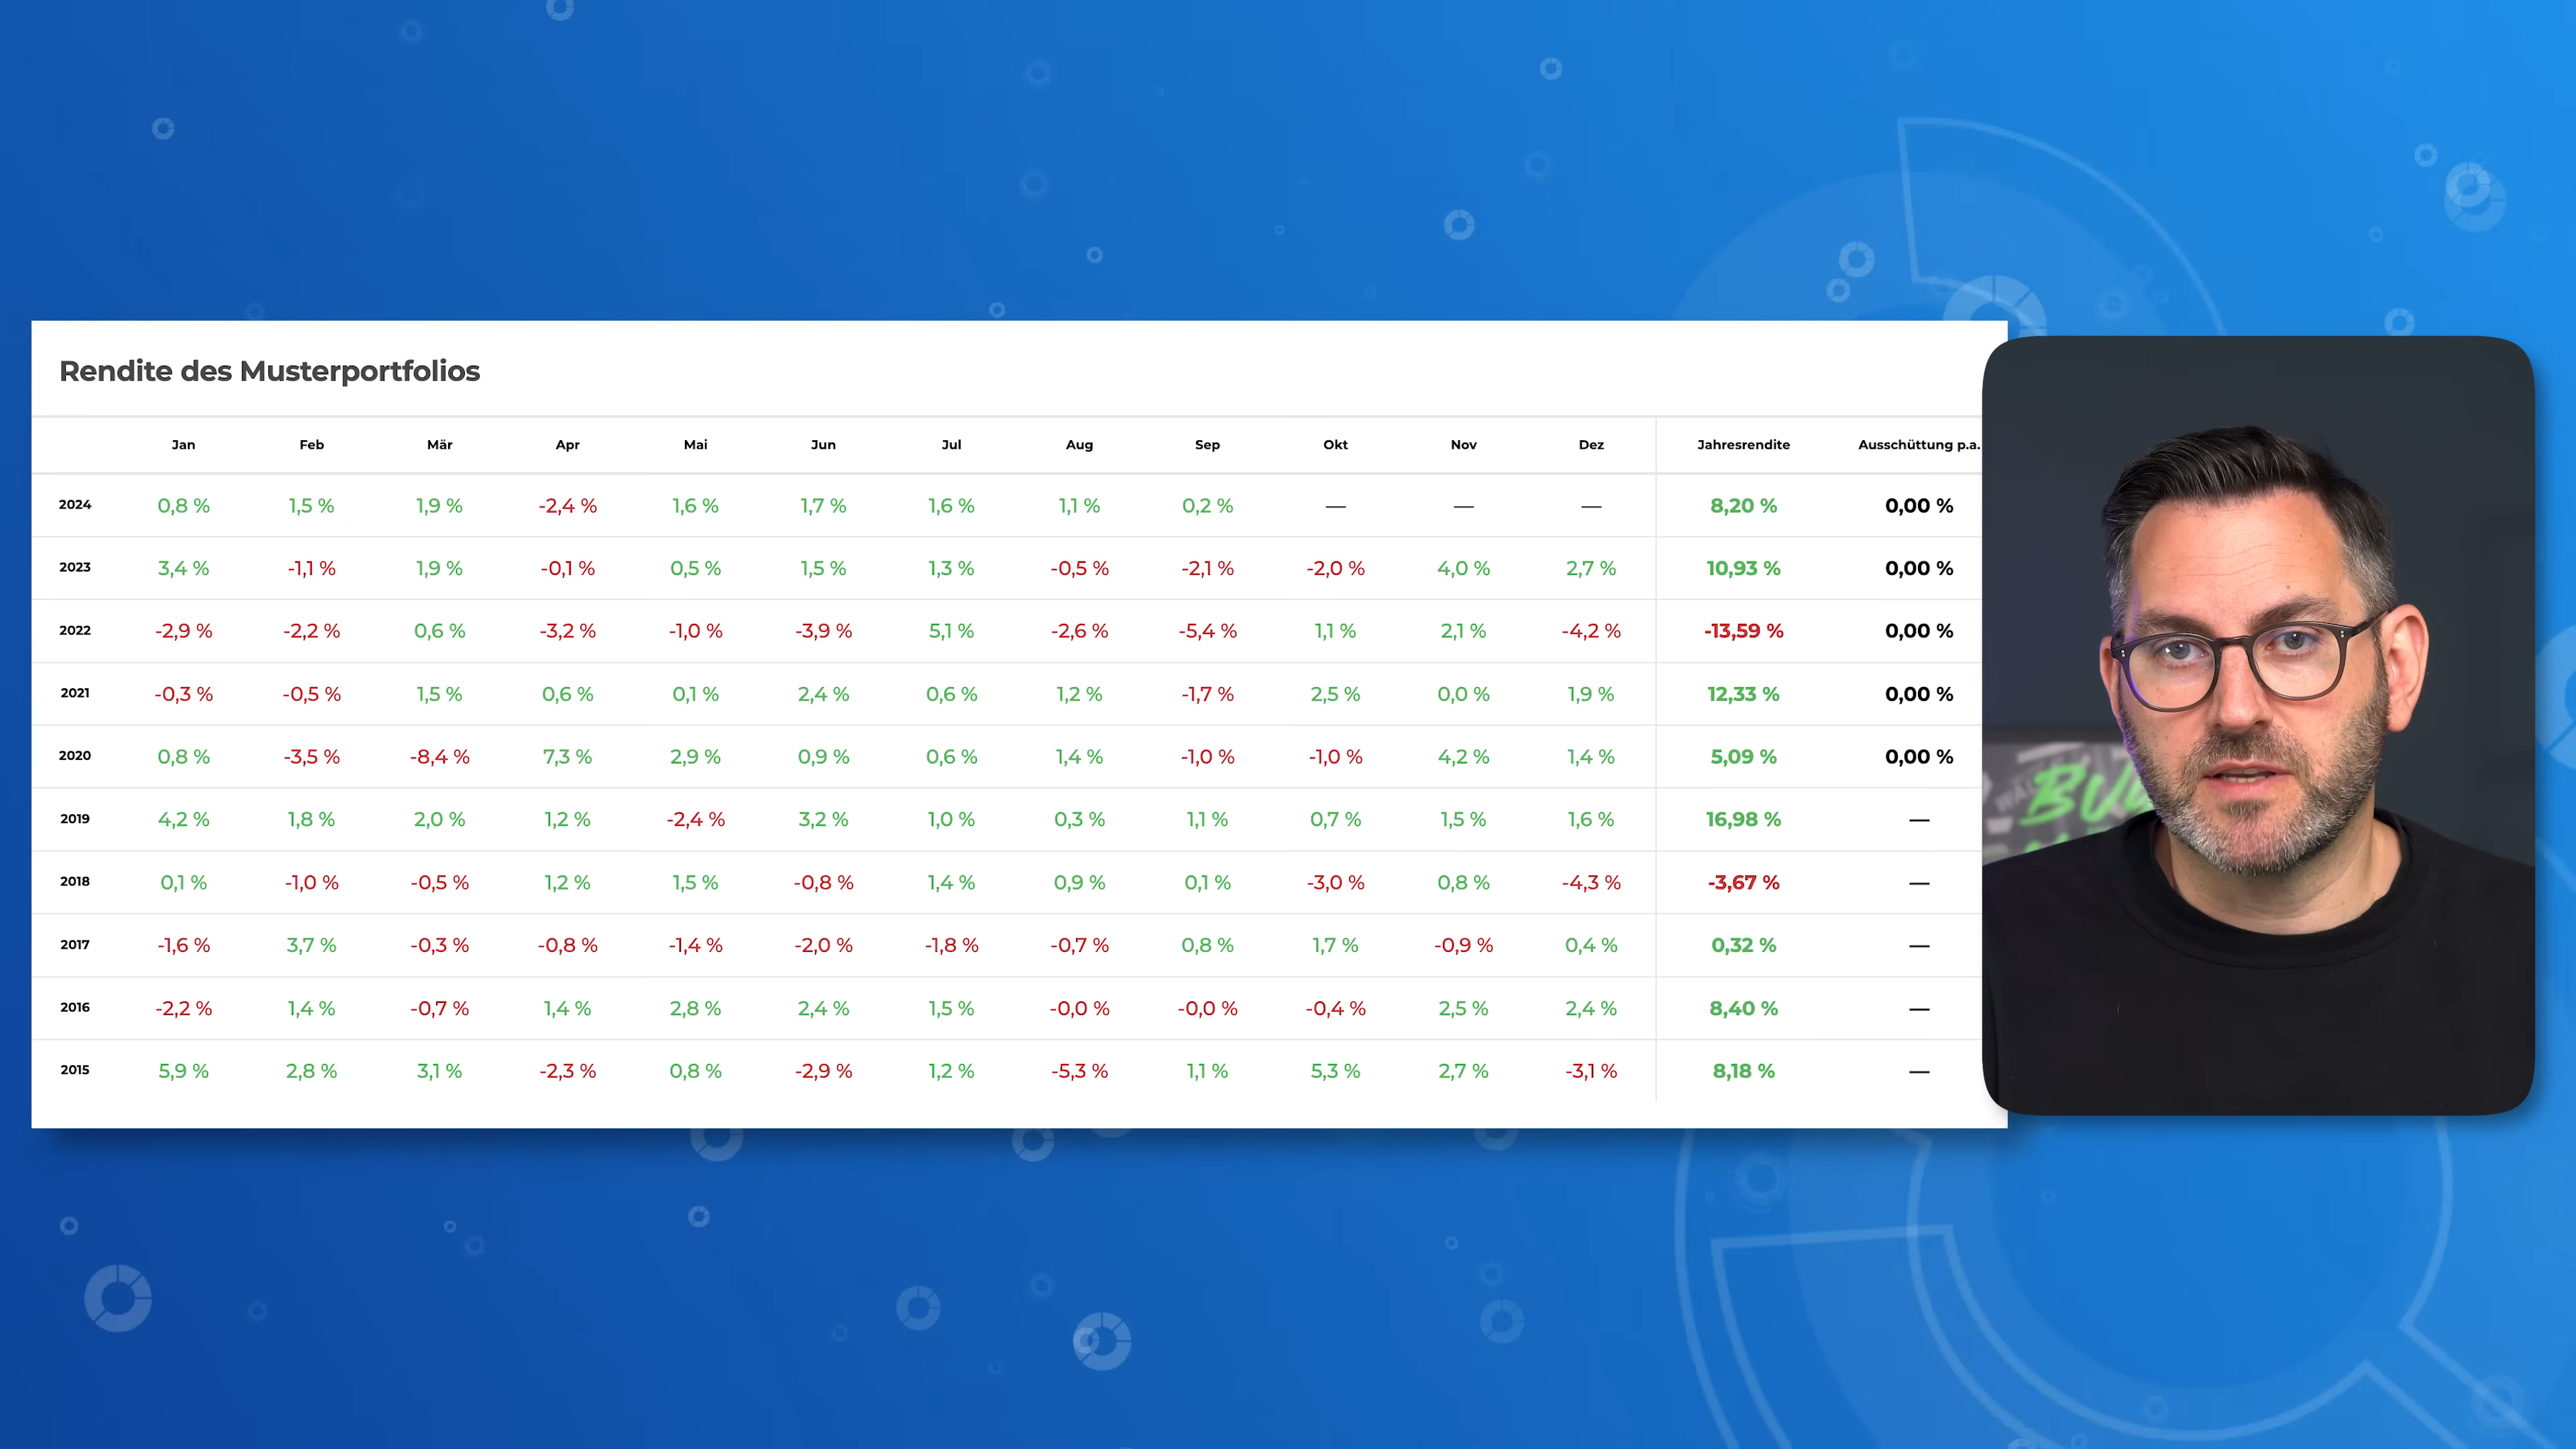 Rendite des Musterportfolios
Jan Feb Mär Apr Mai Jun Jul Aug Sep Okt Nov Dez Jahresrendite Ausschüttung p.a.
2024 0,8 % 1,5 % 1,9 % -2,4 % 1,6 % 1,7 % 1,6 % 1,1 % 0,2 % — — — 8,20 % 0,00 %
2023 3,4 % -1,1 % 1,9 % -0,1 % 0,5 % 1,5 % 1,3 % -0,5 % -2,1 % -2,0 % 4,0 % 2,7 % 10,93 % 0,00 %
2022 -2,9 % -2,2 % 0,6 % -3,2 % -1,0 % -3,9 % 5,1 % -2,6 % -5,4 % 1,1 % 2,1 % -4,2 % -13,59 % 0,00 %
2021 -0,3 % -0,5 % 1,5 % 0,6 % 0,1 % 2,4 % 0,6 % 1,2 % -1,7 % 2,5 % 0,0 % 1,9 % 12,33 % 0,00 %
2020 0,8 % -3,5 % -8,4 % 7,3 % 2,9 % 0,9 % 0,6 % 1,4 % -1,0 % -1,0 % 4,2 % 1,4 % 5,09 % 0,00 %
2019 4,2 % 1,8 % 2,0 % 1,2 % -2,4 % 3,2 % 1,0 % 0,3 % 1,1 % 0,7 % 1,5 % 1,6 % 16,98 % —
2018 0,1 % -1,0 % -0,5 % 1,2 % 1,5 % -0,8 % 1,4 % 0,9 % 0,1 % -3,0 % 0,8 % -4,3 % -3,67 % —
2017 -1,6 % 3,7 % -0,3 % -0,8 % -1,4 % -2,0 % -1,8 % -0,7 % 0,8 % 1,7 % -0,9 % 0,4 % 0,32 % —
2016 -2,2 % 1,4 % -0,7 % 1,4 % 2,8 % 2,4 % 1,5 % -0,0 % -0,0 % -0,4 % 2,5 % 2,4 % 8,40 % —
2015 5,9 % 2,8 % 3,1 % -2,3 % 0,8 % -2,9 % 1,2 % -5,3 % 1,1 % 5,3 % 2,7 % -3,1 % 8,18 % —